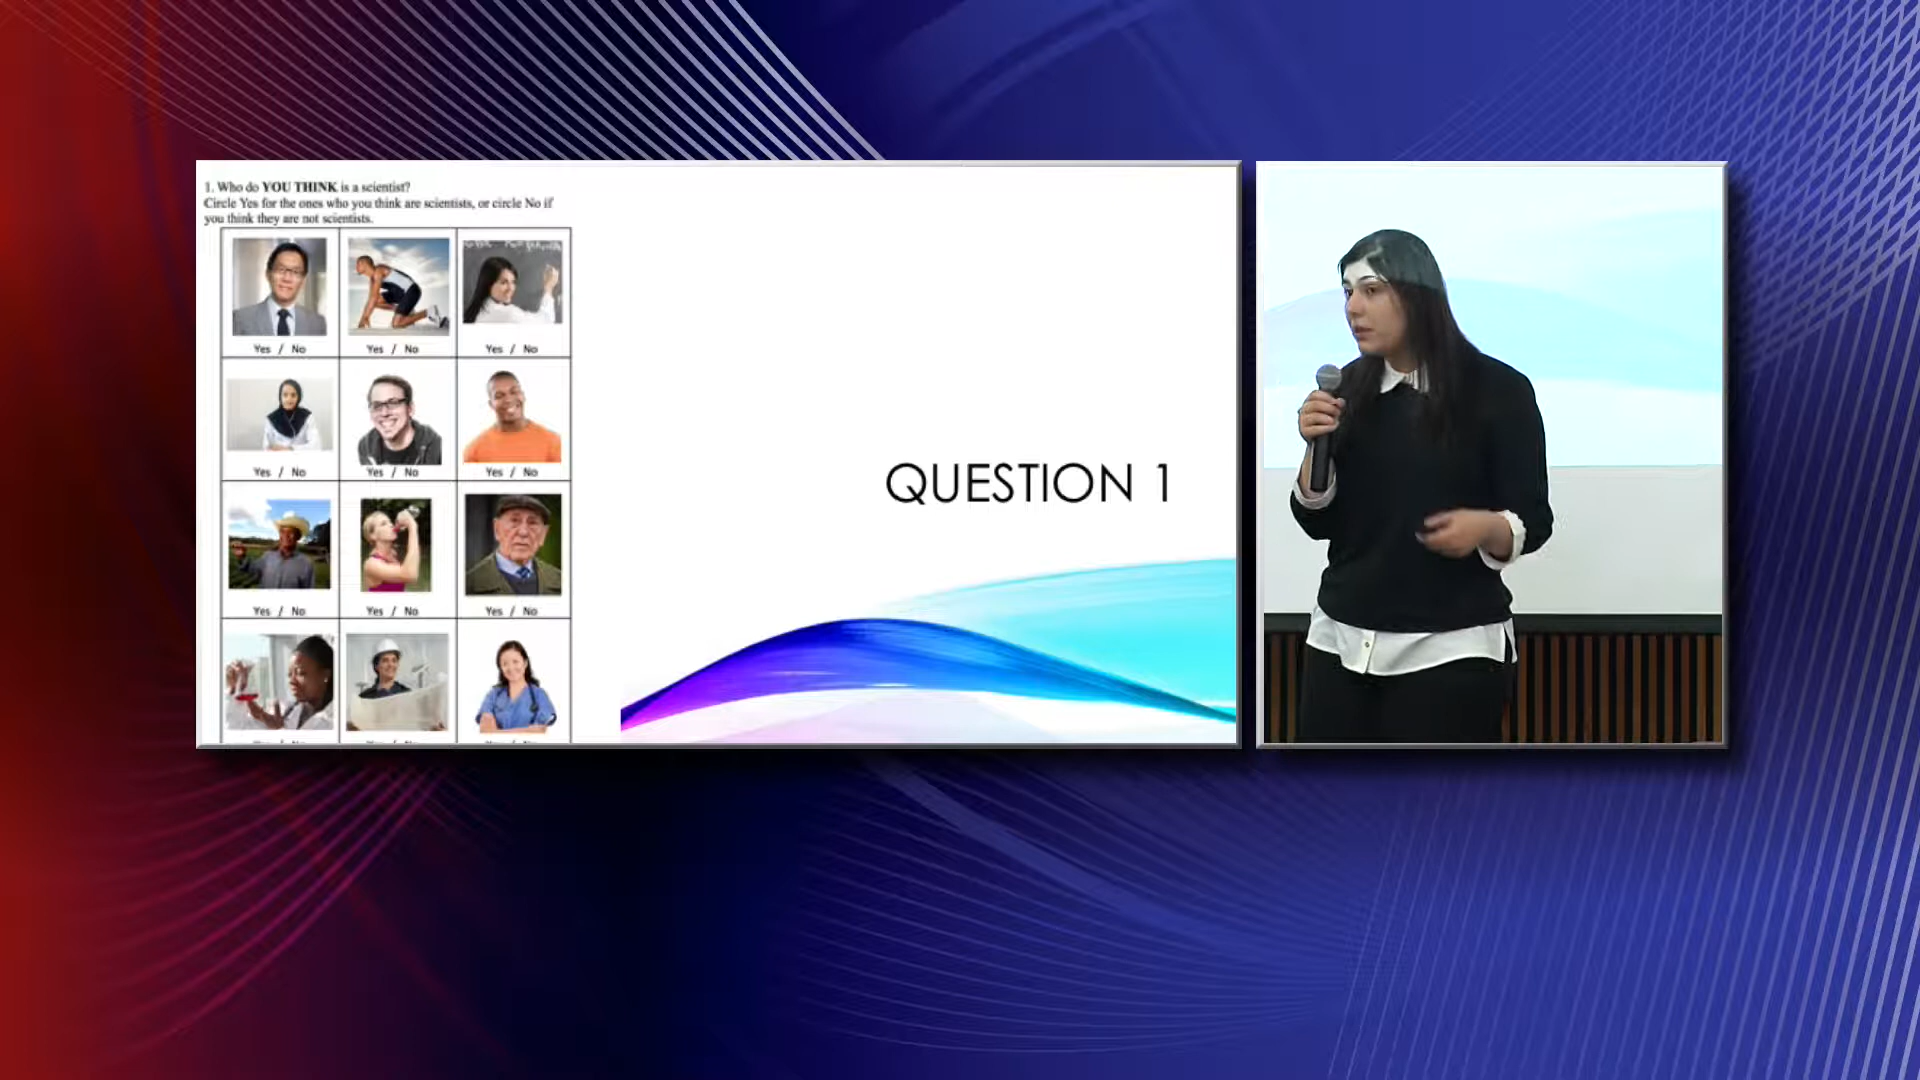 1. Who do YOU THINK is a scientist?
Circle Yes for the ones who you think are scientists, or circle No if
you think they are not scientists.
Yes / No Yes / No Yes / No
Yes / No Yes / No Yes / No
Yes / No Yes / No Yes / No
QUESTION 1